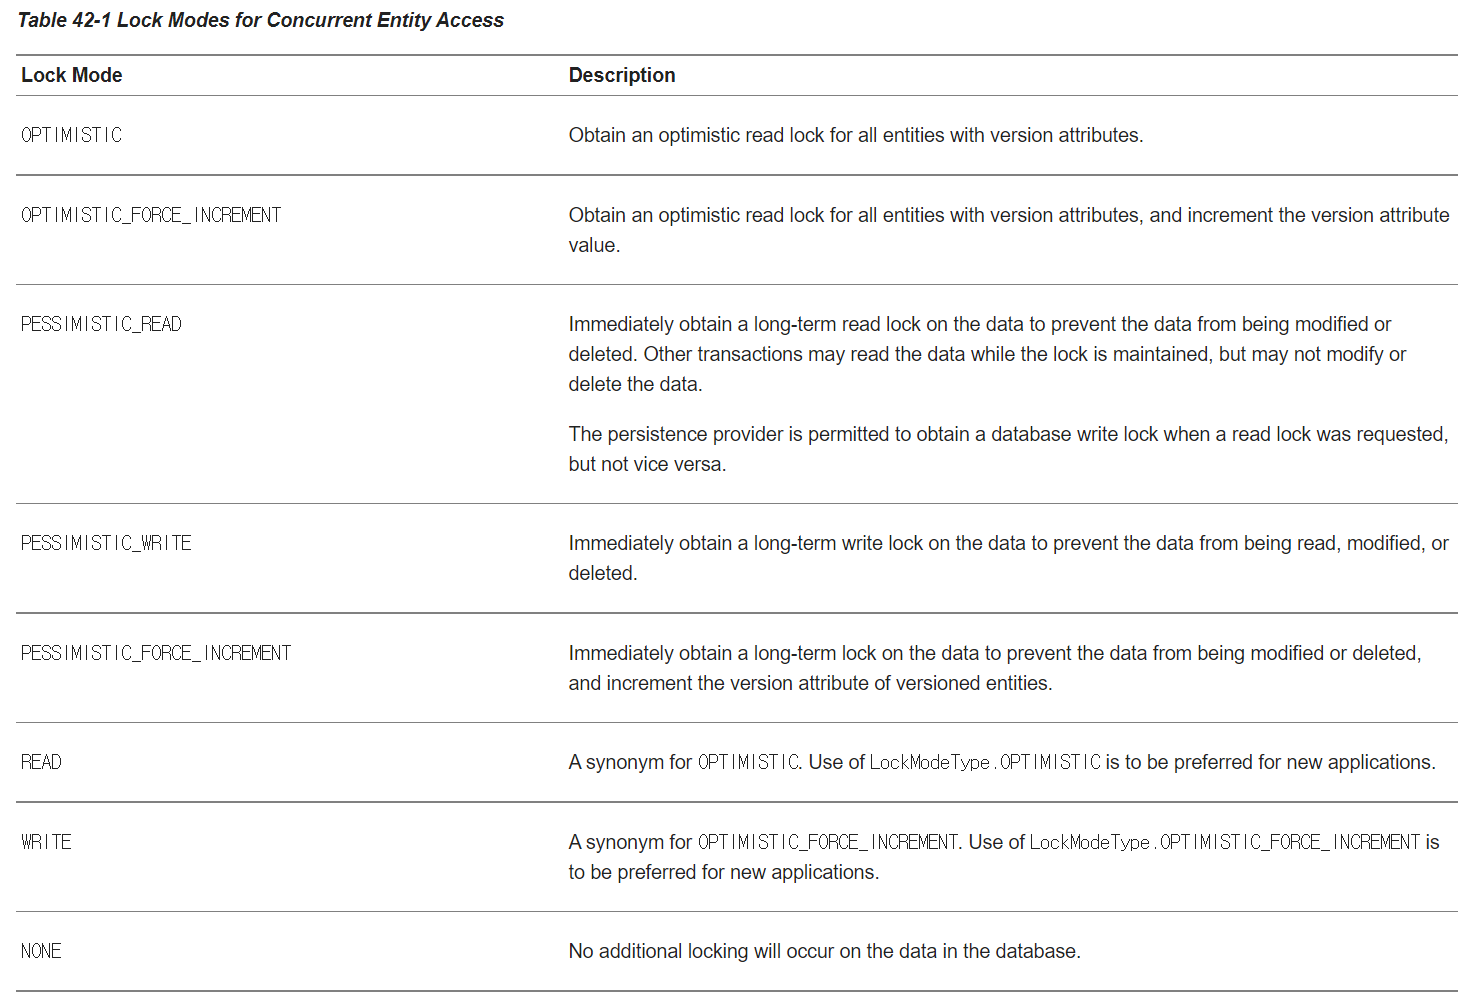 Table 42-1 Lock Modes for Concurrent Entity Access
Lock Mode Description
OPTIMISTIC Obtain an optimistic read lock for all entities with version attributes.
OPTIMISTIC_FORCE_INCREMENT Obtain an optimistic read lock for all entities with version attributes, and increment the version attribute
value.
PESSIMISTIC_READ Immediately obtain a long-term read lock on the data to prevent the data from being modified or
deleted. Other transactions may read the data while the lock is maintained, but may not modify or
delete the data.
The persistence provider is permitted to obtain a database write lock when a read lock was requested,
but not vice versa.
PESSIMISTIC_WRITE Immediately obtain a long-term write lock on the data to prevent the data from being read, modified, or
deleted.
PESSIMISTIC_FORCE_INCREMENT Immediately obtain a long-term lock on the data to prevent the data from being modified or deleted,
and increment the version attribute of versioned entities.
READ A synonym for OPTIMISTIC. Use of LockModeType.OPTIMISTIC is to be preferred for new applications.
WRITE A synonym for OPTIMISTIC_FORCE_INCREMENT. Use of LockModeType.OPTIMISTIC_FORCE_INCREMENT is
to be preferred for new applications.
NONE No additional locking will occur on the data in the database.